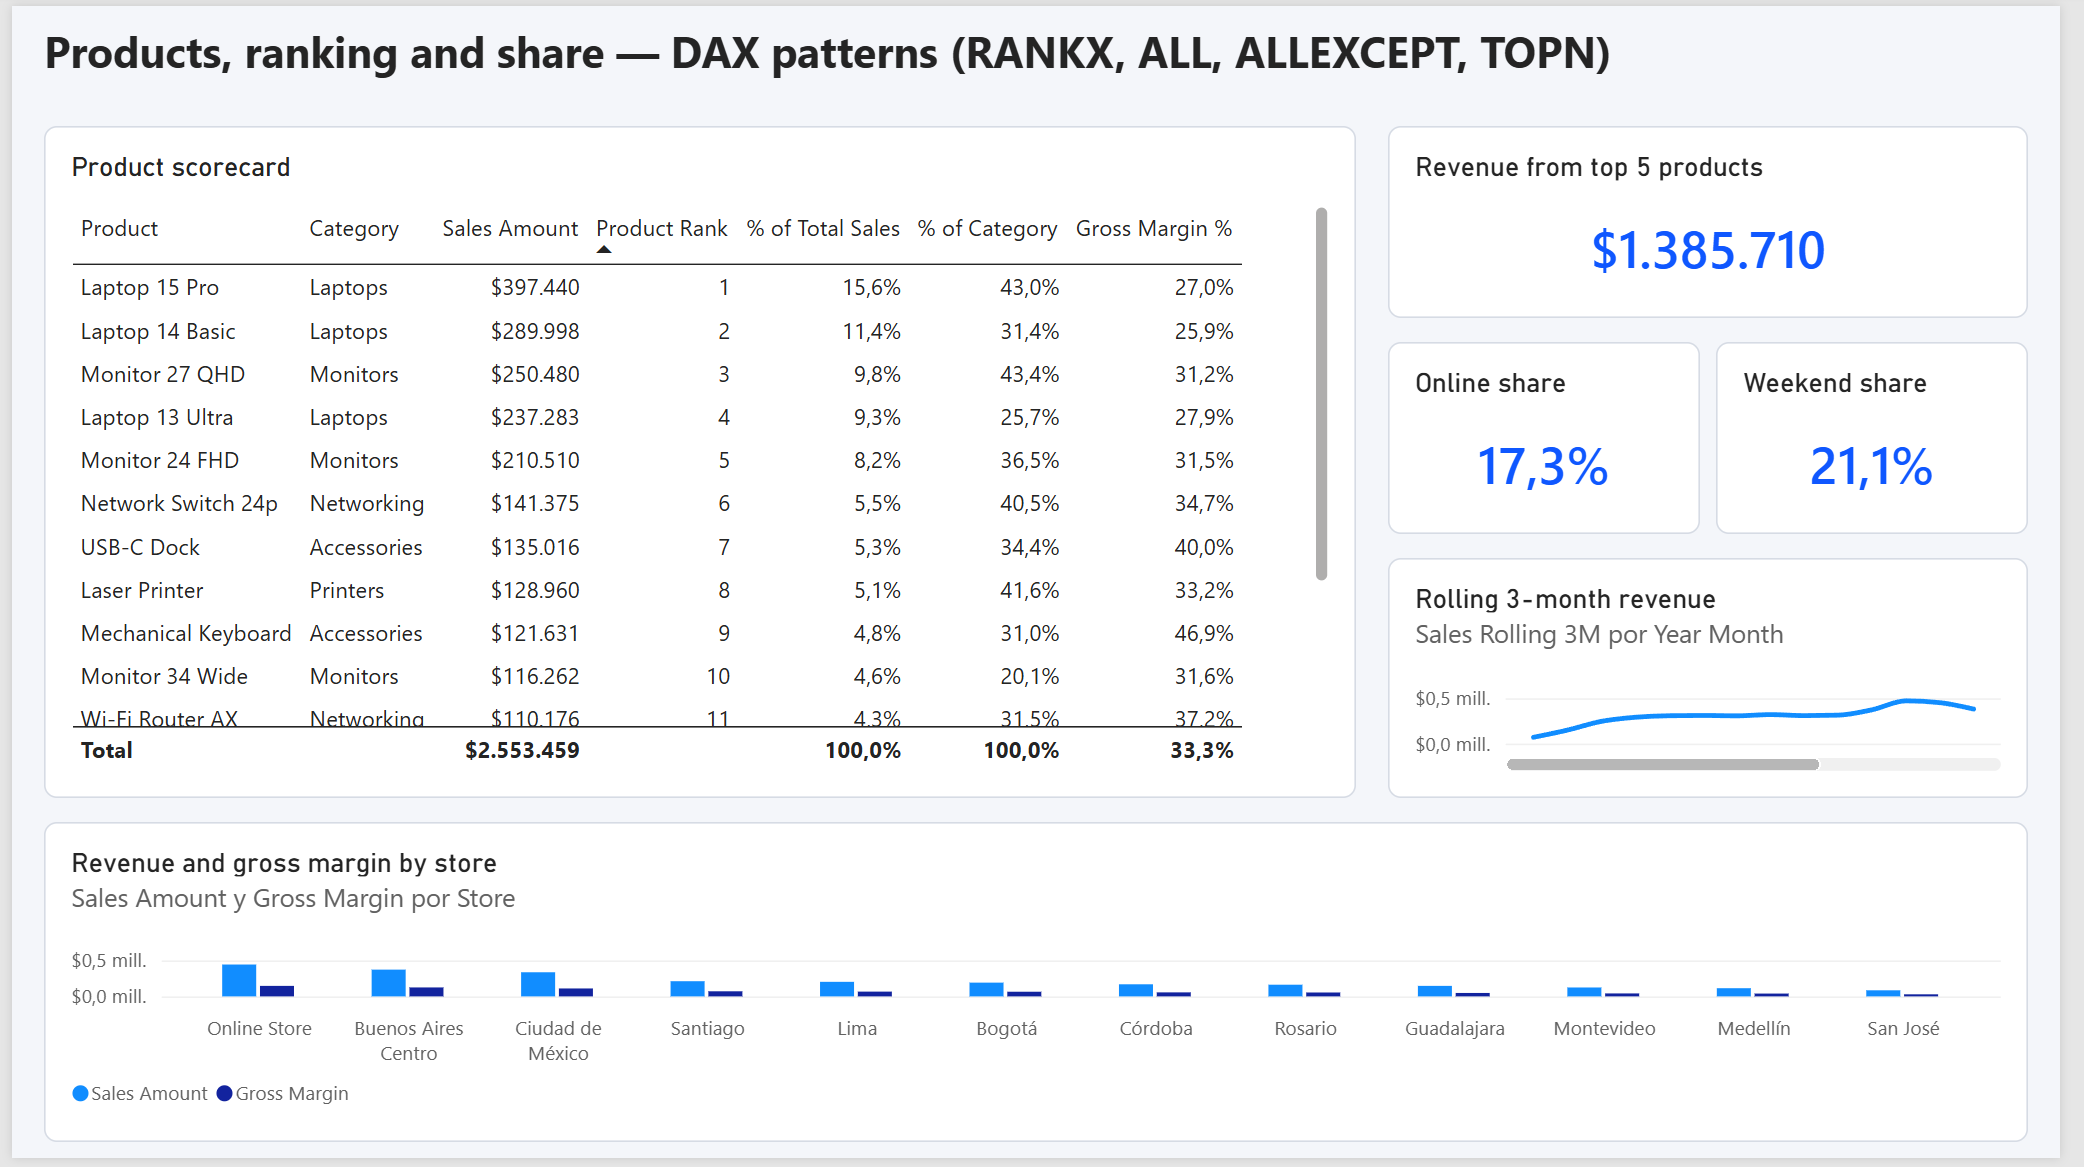 Products, ranking and share — DAX patterns (RANKX, ALL, ALLEXCEPT, TOPN)
Product scorecard
Product Category Sales Amount Product Rank % of Total Sales % of Category Gross Margin %
Laptop 15 Pro Laptops $397.440 1 15,6% 43,0% 27,0%
Laptop 14 Basic Laptops $289.998 2 11,4% 31,4% 25,9%
Monitor 27 QHD Monitors $250.480 3 9,8% 43,4% 31,2%
Laptop 13 Ultra Laptops $237.283 4 9,3% 25,7% 27,9%
Monitor 24 FHD Monitors $210.510 5 8,2% 36,5% 31,5%
Network Switch 24p Networking $141.375 6 5,5% 40,5% 34,7%
USB-C Dock Accessories $135.016 7 5,3% 34,4% 40,0%
Laser Printer Printers $128.960 8 5,1% 41,6% 33,2%
Mechanical Keyboard Accessories $121.631 9 4,8% 31,0% 46,9%
Monitor 34 Wide Monitors $116.262 10 4,6% 20,1% 31,6%
Wi-Fi Router AX Networking $110.176 11 4,3% 31,5% 37,2%
Total $2.553.459 100,0% 100,0% 33,3%
Revenue from top 5 products
$1.385.710
Online share
17,3%
Weekend share
21,1%
Rolling 3-month revenue
Sales Rolling 3M por Year Month
$0,5 mill.
$0,0 mill.
Revenue and gross margin by store
Sales Amount y Gross Margin por Store
$0,5 mill.
$0,0 mill.
Online Store
Buenos Aires
Centro
Ciudad de
México
Santiago
Lima
Bogotá
Córdoba
Rosario
Guadalajara
Montevideo
Medellín
San José
Sales Amount
Gross Margin